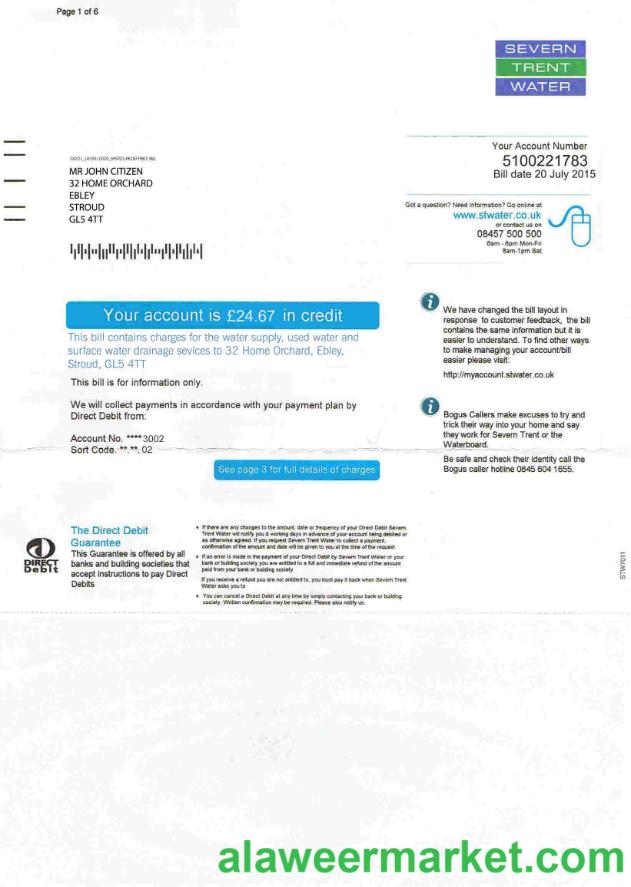 Page 1 of 6
SEVERN
TRENT
WATER
Your Account Number
5100221783
Bill date 20 July 2015
MR JOHN CITIZEN
32 HOME ORCHARD
EBLEY
STROUD
GL5 4TT
Got a question? Need Information? Go online at
www.stwater.co.uk
or contact us on
08457 500 500
8am - 8pm Mon-Fri
8am-1pm Sat
Your account is £24.67 in credit
This bill contains charges for the water supply, used water and
surface water drainage sevices to 32 Home Orchard, Ebley,
Stroud, GL5 4TT
This bill is for information only.
We will collect payments in accordance with your payment plan by
Direct Debit from:
Account No. **** 3002
Sort Code. **.**. 02
See page 3 for full details of charges
We have changed the bill layout in
response to customer feedback, the bill
contains the same information but it is
easier to understand. To find other ways
to make managing your account/bill
easier please visit:
http://myaccount.stwater.co.uk
Bogus Callers make excuses to try and
trick their way into your home and say
they work for Severn Trent or the
Waterboard.
Be safe and check their identity call the
Bogus caller hotline 0845 604 1655.
DIRECT
Debit
The Direct Debit
Guarantee
This Guarantee is offered by all
banks and building societies that
accept instructions to pay Direct
Debits
• If there are any changes to the amount, date or frequency of your Direct Debit Severn
Trent Water will notify you 8 working days in advance of your account being debited or
as otherwise agreed. If you request Severn Trent Water to collect a payment,
confirmation of the amount and date will be given to you at the time of the request
• If an error is made in the payment of your Direct Debit by Severn Trent Water or your
bank or building society you are entitled to a full and immediate refund of the amount
paid from your bank or building society
If you receive a refund you are not entitled to, you must pay it back when Severn Trent
Water asks you to
• You can cancel a Direct Debit at any time by simply contacting your bank or building
society. Written confirmation may be required. Please also notify us.
STW7011
alaweermarket.com